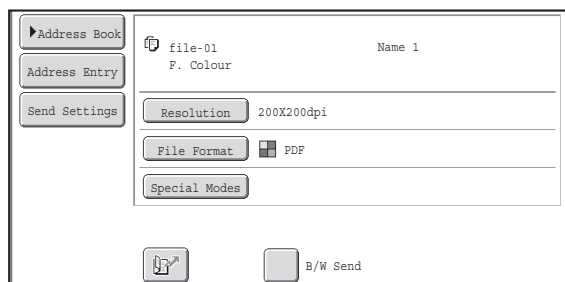 Address Book
Address Entry
Send Settings
file-01 Name 1
F. Colour
Resolution 200X200dpi
File Format PDF
Special Modes
B/W Send